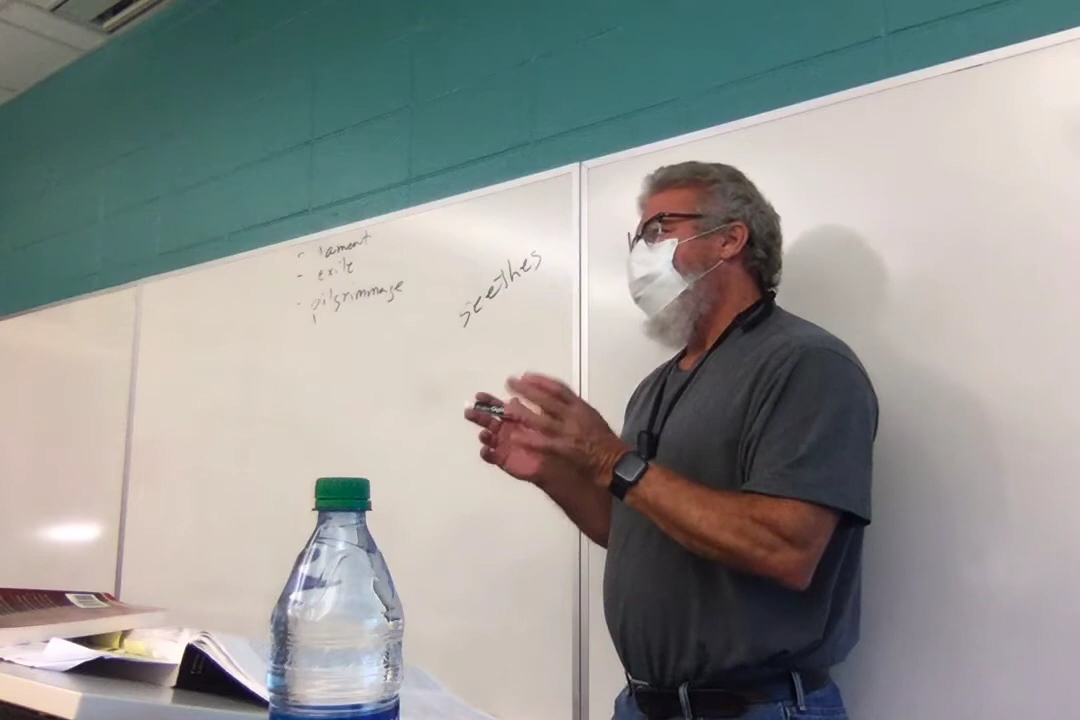 - lament
- exile
- pilgrimmage
seethes